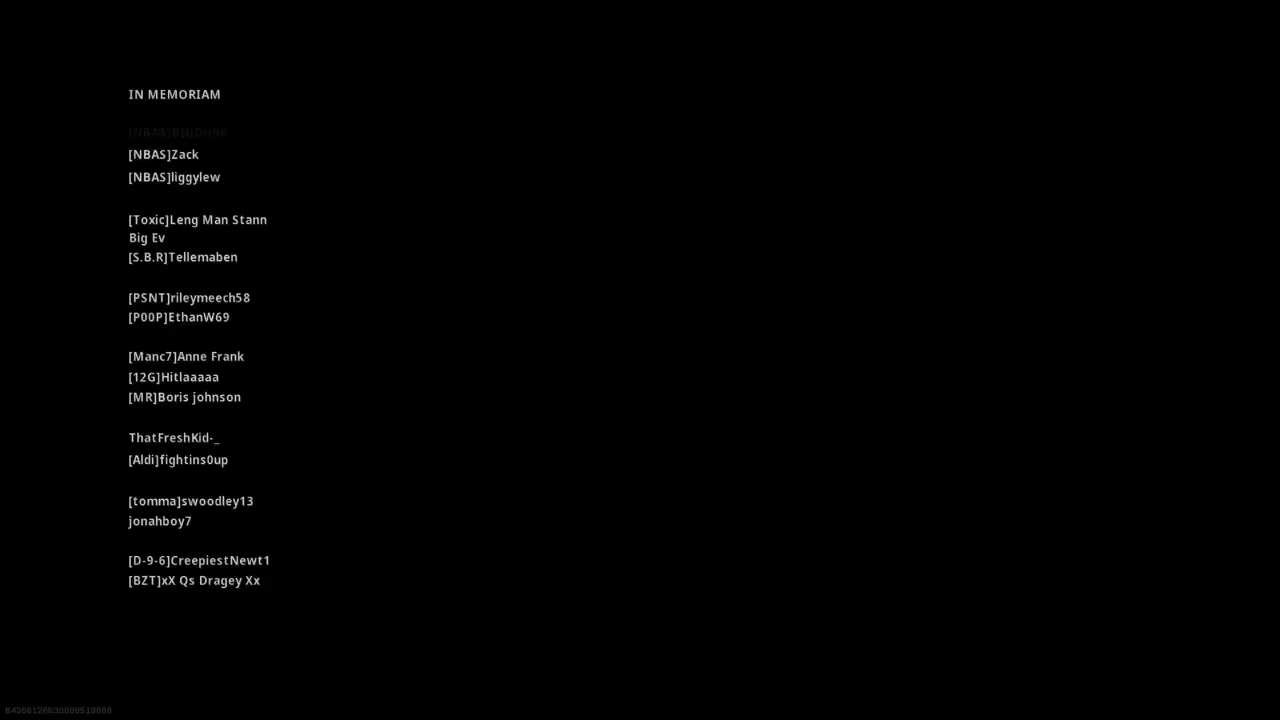 IN MEMORIAM
[NBAS]Zack
[NBAS]liggylew
[Toxic]Leng Man Stann
Big Ev
[S.B.R]Tellemaben
[PSNT]rileymeech58
[P00P]EthanW69
[Manc7]Anne Frank
[12G]Hitlaaaaa
[MR]Boris johnson
ThatFreshKid-_
[Aldi]fightins0up
[tomma]swoodley13
jonahboy7
[D-9-6]CreepiestNewt1
[BZT]xX Qs Dragey Xx